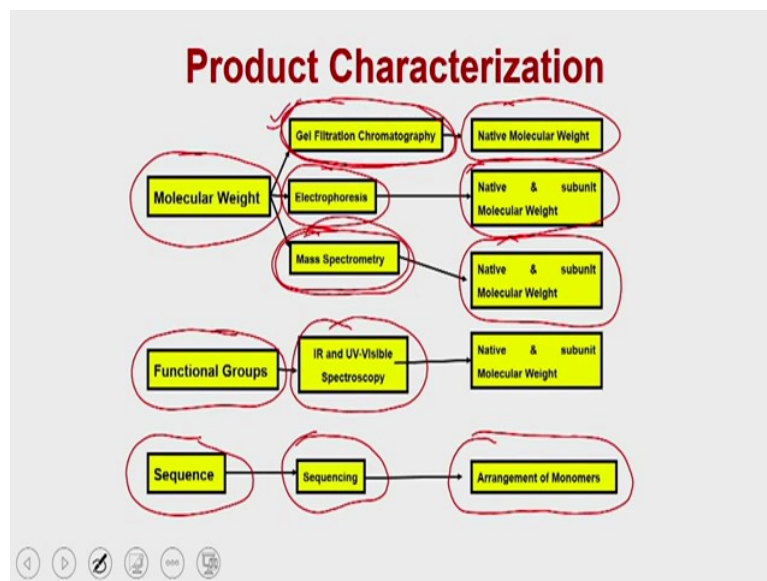 Product Characterization
Gel Filtration Chromatography
Native Molecular Weight
Molecular Weight
Electrophoresis
Native & subunit
Molecular Weight
Mass Spectrometry
Native & subunit
Molecular Weight
Functional Groups
IR and UV-Visible
Spectroscopy
Native & subunit
Molecular Weight
Sequence
Sequencing
Arrangement of Monomers